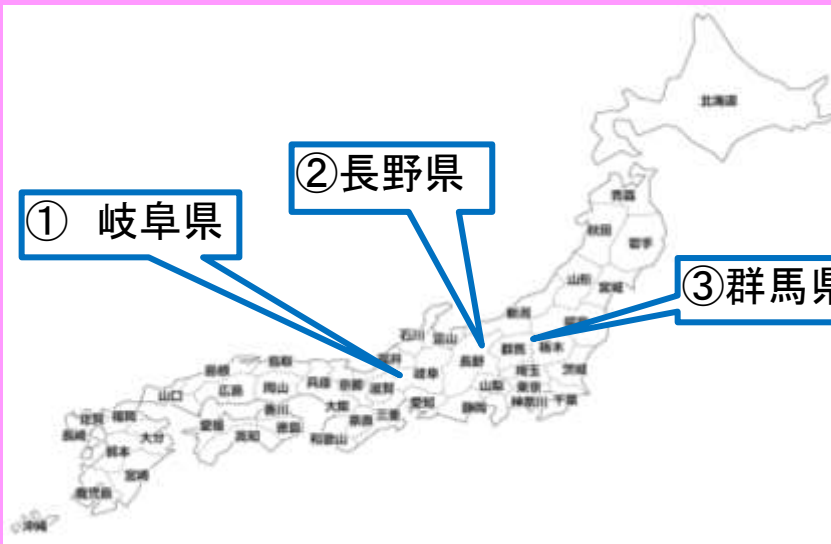 北海道
青森
秋田
岩手
②長野県
① 岐阜県
山形
宮城
③群馬県
新潟
石川
富山
福井
岐阜
長野
群馬
栃木
埼玉
茨城
山梨
東京
神奈川
千葉
静岡
愛知
滋賀
京都
兵庫
鳥取
島根
岡山
広島
山口
香川
大阪
奈良
三重
和歌山
徳島
愛媛
高知
福岡
佐賀
長崎
大分
熊本
宮崎
鹿児島
沖縄